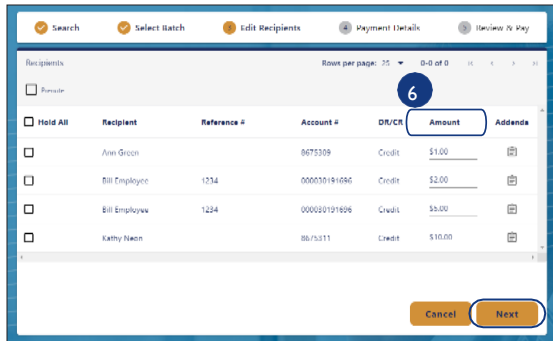 Search Select Batch 3 Edit Recipients 4 Payment Details 5 Review & Pay
Recipients Rows per page: 25 0-0 of 0
6
Prenote
Hold All Recipient Reference # Account # DR/CR Amount Addenda
Ann Green 8675309 Credit $1.00
Bill Employee 1234 000030191696 Credit $2.00
Bill Employee 1234 000030191696 Credit $5.00
Kathy Neon 8675311 Credit $10.00
Cancel Next